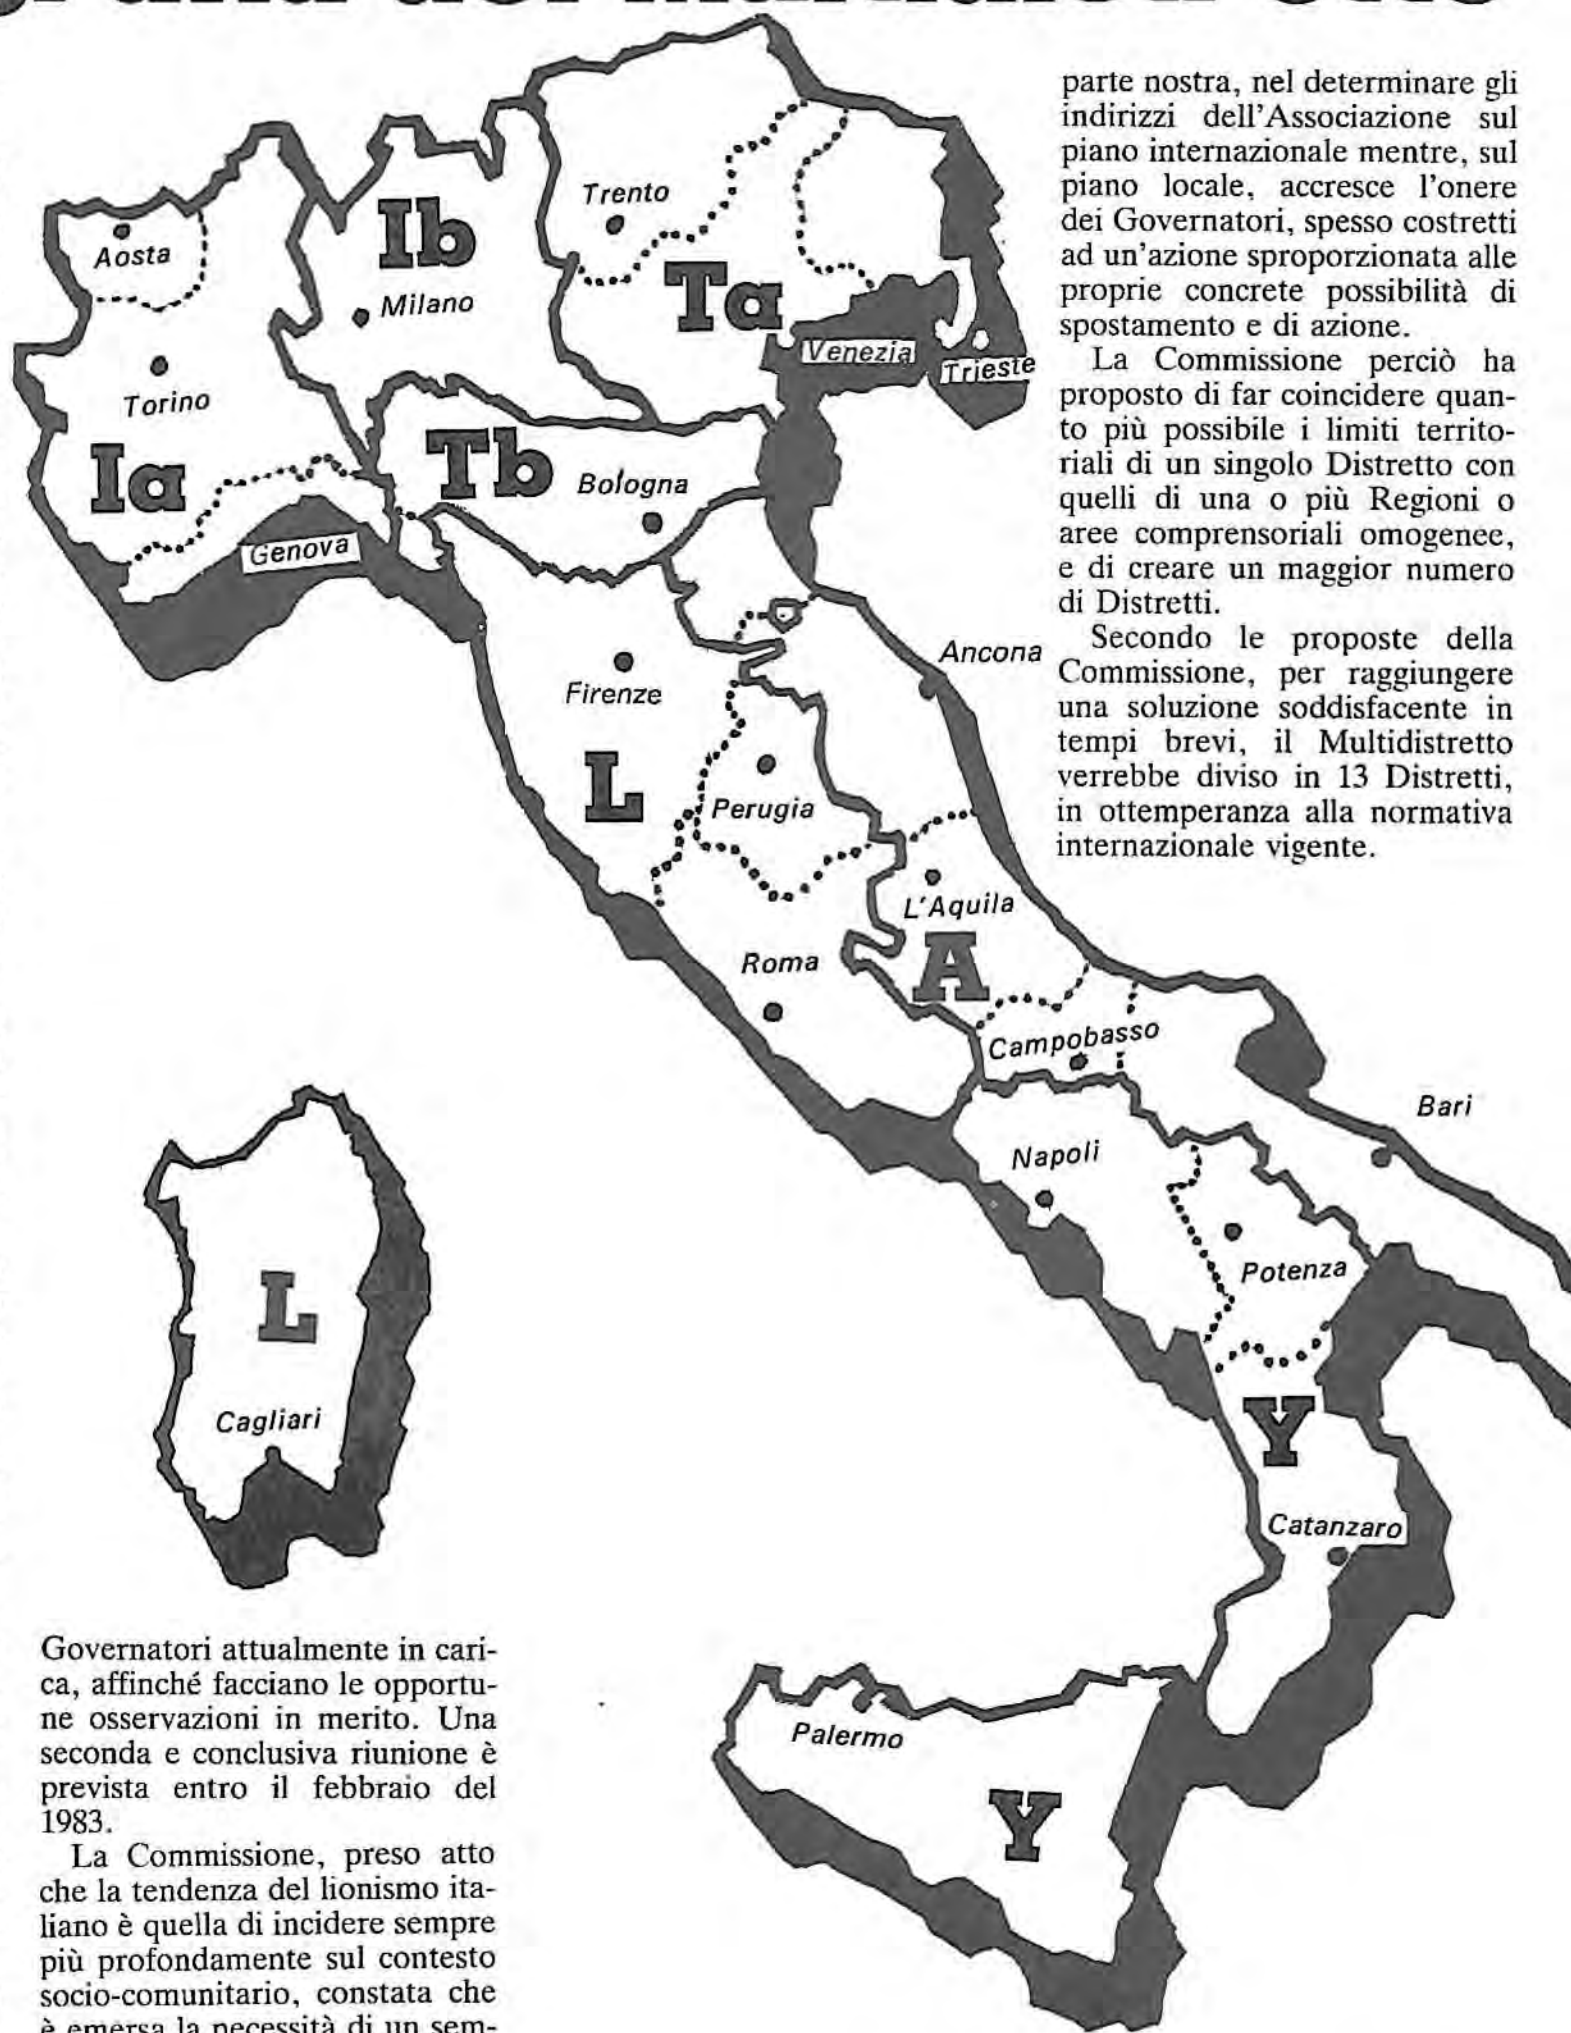 Aosta
Torino
Ia
Genova
Ib
Milano
Trento
Ta
Venezia
Trieste
Tb
Bologna
Firenze
L
Perugia
Ancona
L'Aquila
A
Roma
Campobasso
Bari
Napoli
Potenza
Y
Catanzaro
L
Cagliari
Palermo
Y
Governatori attualmente in cari-
ca, affinché facciano le opportu-
ne osservazioni in merito. Una
seconda e conclusiva riunione è
prevista entro il febbraio del
1983.
La Commissione, preso atto
che la tendenza del lionismo ita-
liano è quella di incidere sempre
più profondamente sul contesto
socio-comunitario, constata che
è emersa la necessità di un sem-
parte nostra, nel determinare gli
indirizzi dell'Associazione sul
piano internazionale mentre, sul
piano locale, accresce l'onere
dei Governatori, spesso costretti
ad un'azione sproporzionata alle
proprie concrete possibilità di
spostamento e di azione.
La Commissione perciò ha
proposto di far coincidere quan-
to più possibile i limiti territo-
riali di un singolo Distretto con
quelli di una o più Regioni o
aree comprensoriali omogenee,
e di creare un maggior numero
di Distretti.
Secondo le proposte della
Commissione, per raggiungere
una soluzione soddisfacente in
tempi brevi, il Multidistretto
verrebbe diviso in 13 Distretti,
in ottemperanza alla normativa
internazionale vigente.